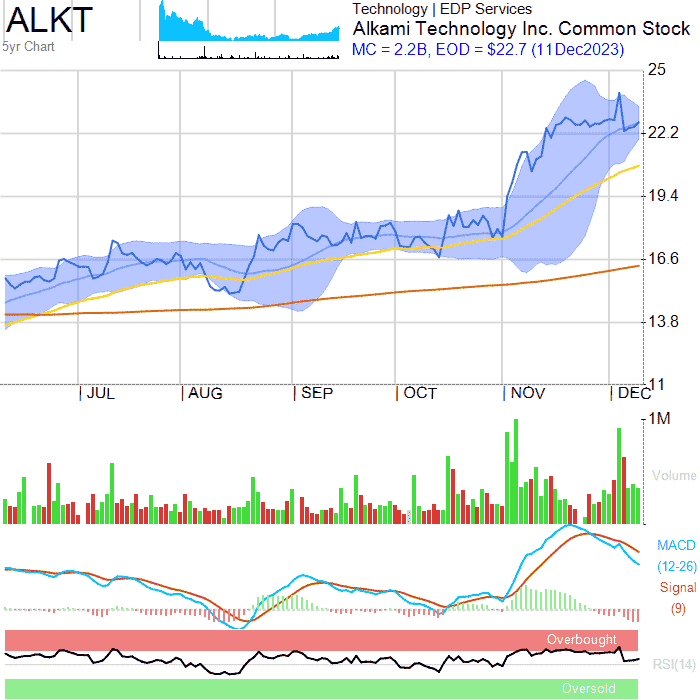 ALKT
5yr Chart
Technology | EDP Services
Alkami Technology Inc. Common Stock
MC = 2.2B, EOD = $22.7 (11Dec2023)
25
22.2
19.4
16.6
13.8
11
| JUL | AUG | SEP | OCT | NOV | DEC
1M
Volume
MACD
(12-26)
Signal
(9)
Overbought
RSI(14)
Oversold